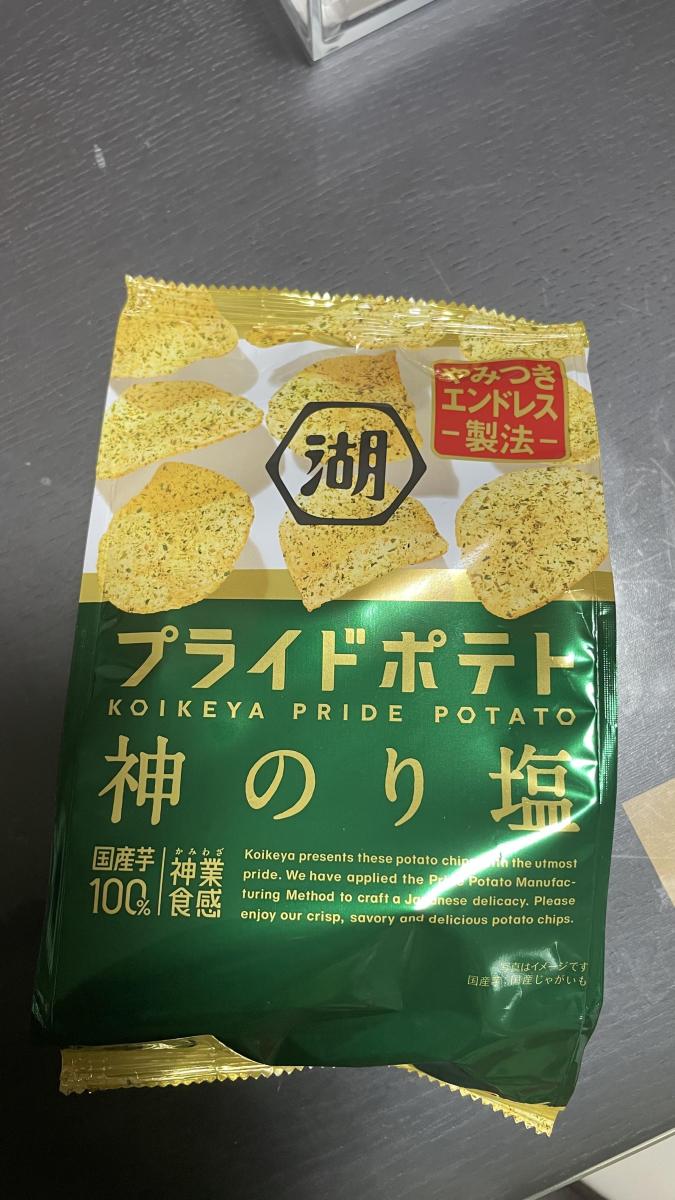 やみつき
エンドレス
-製法-
湖
プライドポテト
KOIKEYA PRIDE POTATO
神のり塩
国産芋
100%
かみわざ
神業
食感
Koikeya presents these potato chips with the utmost
pride. We have applied the Pride Potato Manufac-
turing Method to craft a Japanese delicacy. Please
enjoy our crisp, savory and delicious potato chips.
写真はイメージです
国産芋:国産じゃがいも